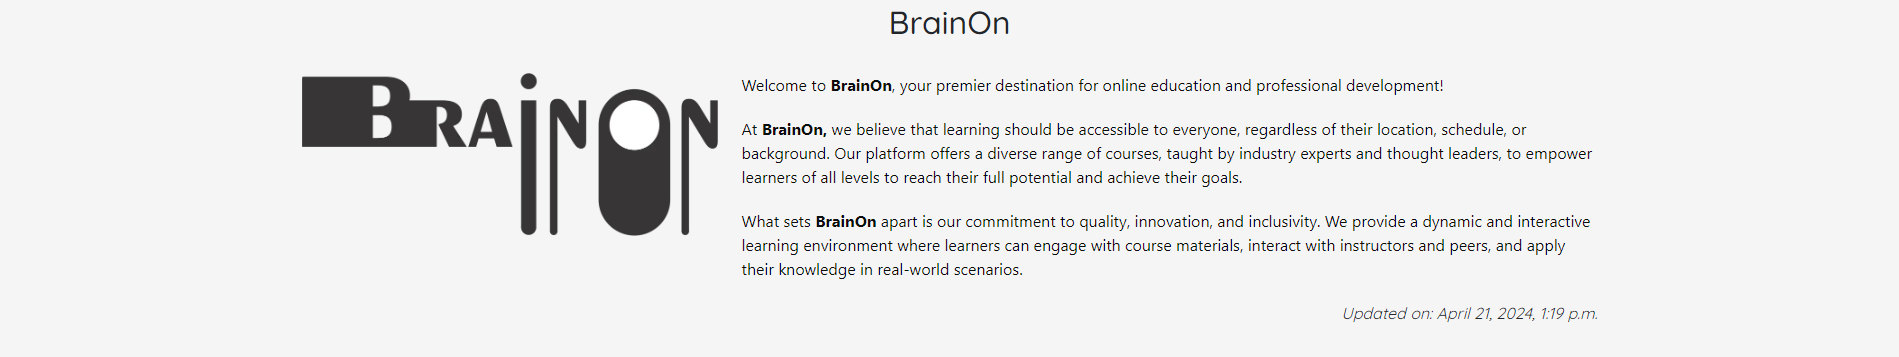 BrainOn
BRAINON
Welcome to BrainOn, your premier destination for online education and professional development!
At BrainOn, we believe that learning should be accessible to everyone, regardless of their location, schedule, or
background. Our platform offers a diverse range of courses, taught by industry experts and thought leaders, to empower
learners of all levels to reach their full potential and achieve their goals.
What sets BrainOn apart is our commitment to quality, innovation, and inclusivity. We provide a dynamic and interactive
learning environment where learners can engage with course materials, interact with instructors and peers, and apply
their knowledge in real-world scenarios.
Updated on: April 21, 2024, 1:19 p.m.